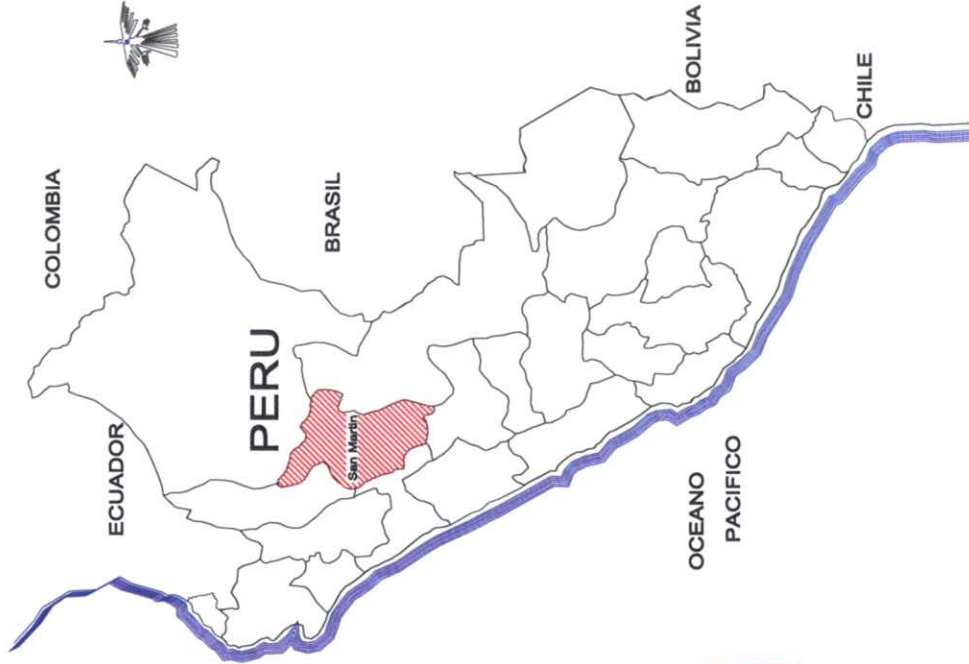 COLOMBIA
ECUADOR
PERU
BRASIL
San Martin
BOLIVIA
CHILE
OCEANO
PACIFICO